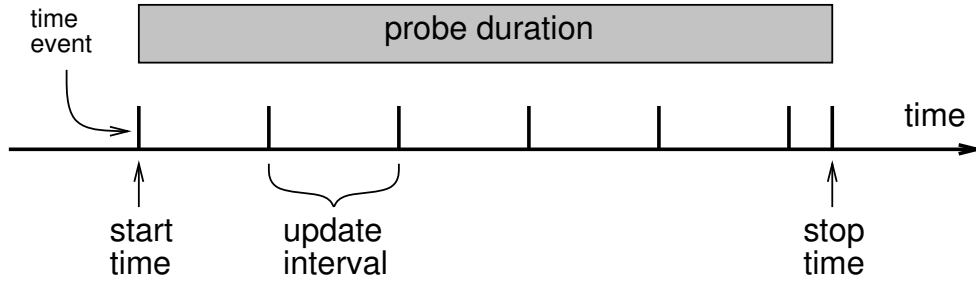 time
event
probe duration
time
start
time
update
interval
stop
time